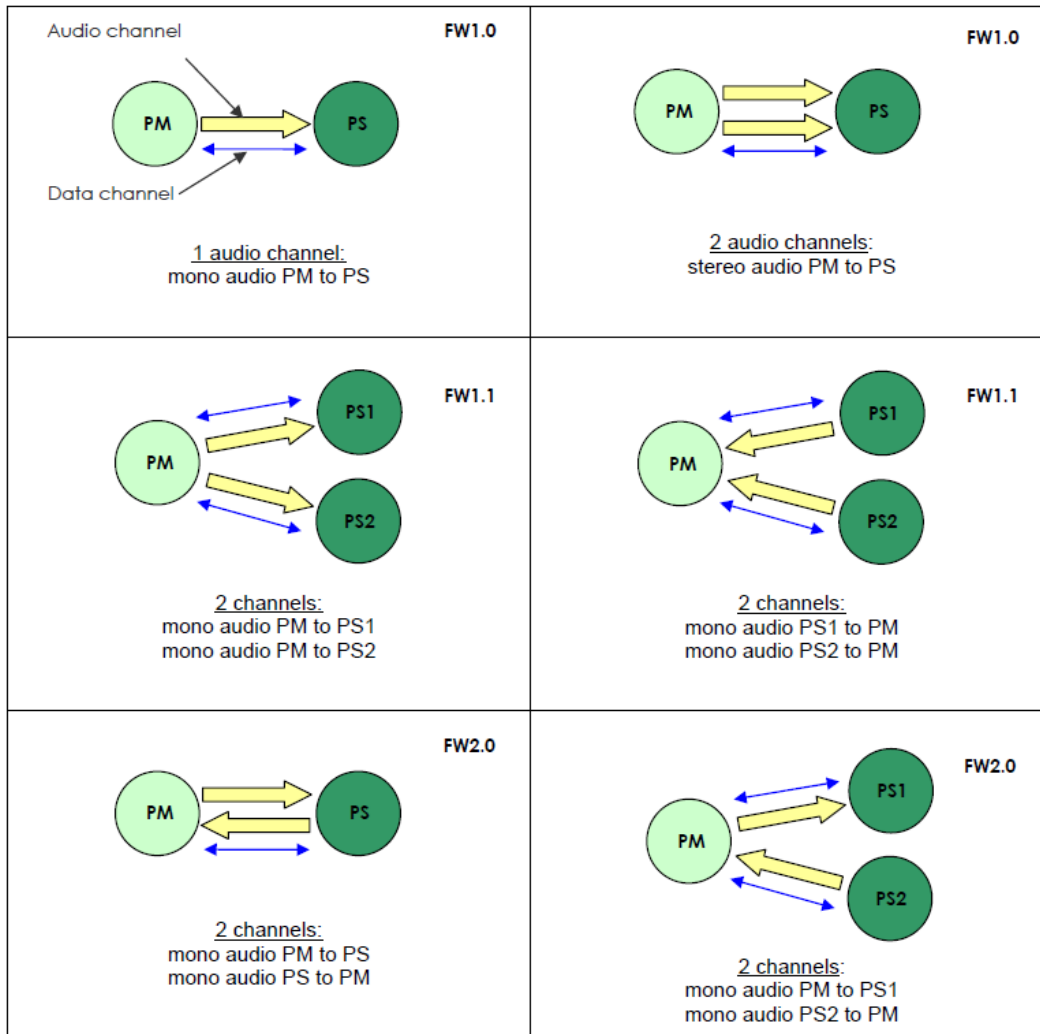 Audio channel
FW1.0
PM
PS
Data channel
1 audio channel:
mono audio PM to PS
FW1.0
PM
PS
2 audio channels:
stereo audio PM to PS
FW1.1
PS1
PM
PS2
2 channels:
mono audio PM to PS1
mono audio PM to PS2
FW1.1
PS1
PM
PS2
2 channels:
mono audio PS1 to PM
mono audio PS2 to PM
FW2.0
PM
PS
2 channels:
mono audio PM to PS
mono audio PS to PM
FW2.0
PS1
PM
PS2
2 channels:
mono audio PM to PS1
mono audio PS2 to PM